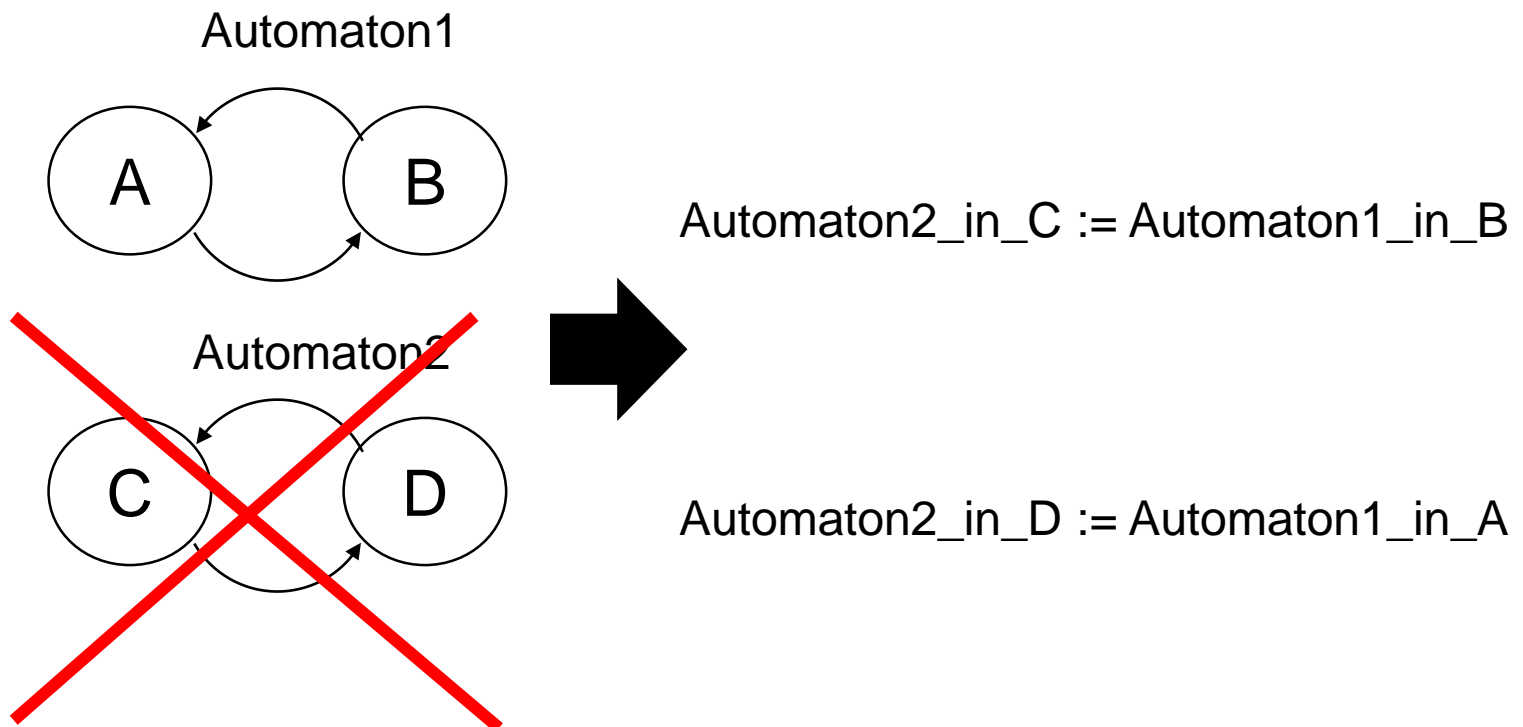 Automaton1
A
B
Automaton2_in_C := Automaton1_in_B
Automaton2
C
D
Automaton2_in_D := Automaton1_in_A